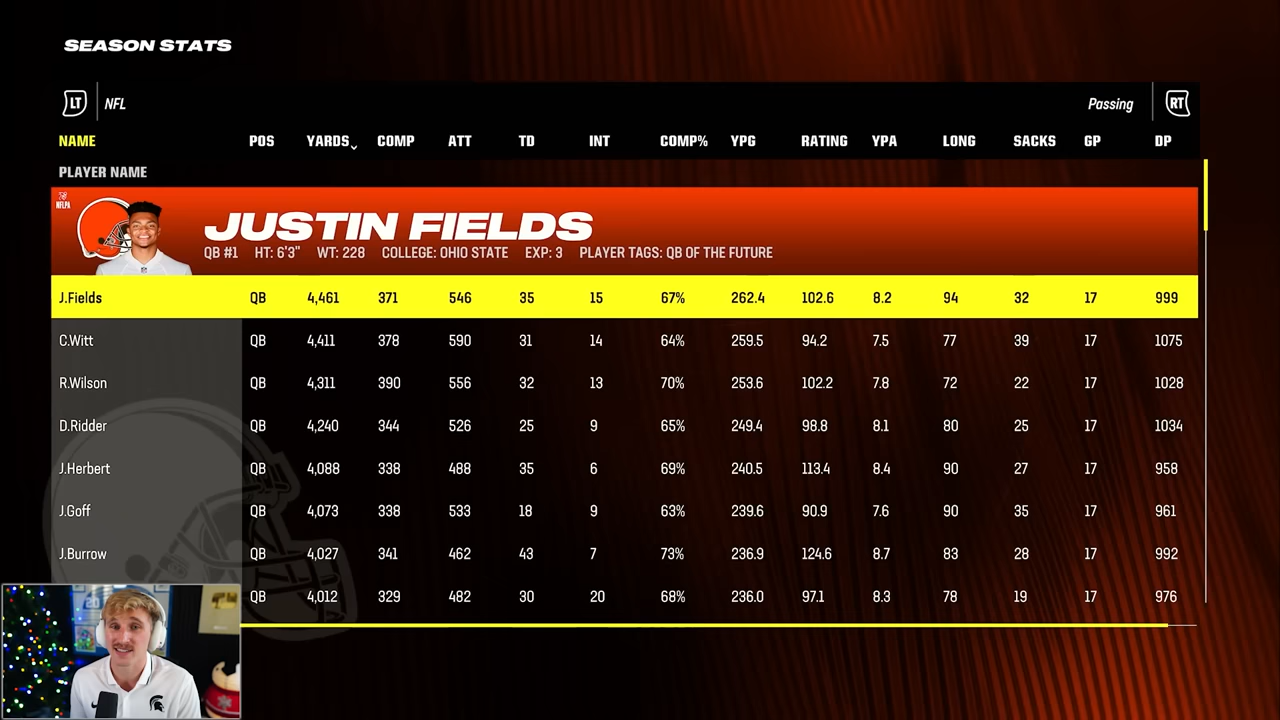 SEASON STATS
LT NFL Passing RT
NAME POS YARDS COMP ATT TD INT COMP% YPG RATING YPA LONG SACKS GP DP
PLAYER NAME
NFLPA
JUSTIN FIELDS
QB #1 HT: 6'3" WT: 228 COLLEGE: OHIO STATE EXP: 3 PLAYER TAGS: QB OF THE FUTURE
J.Fields QB 4,461 371 546 35 15 67% 262.4 102.6 8.2 94 32 17 999
C.Witt QB 4,411 378 590 31 14 64% 259.5 94.2 7.5 77 39 17 1075
R.Wilson QB 4,311 390 556 32 13 70% 253.6 102.2 7.8 72 22 17 1028
D.Ridder QB 4,240 344 526 25 9 65% 249.4 98.8 8.1 80 25 17 1034
J.Herbert QB 4,088 338 488 35 6 69% 240.5 113.4 8.4 90 27 17 958
J.Goff QB 4,073 338 533 18 9 63% 239.6 90.9 7.6 90 35 17 961
J.Burrow QB 4,027 341 462 43 7 73% 236.9 124.6 8.7 83 28 17 992
QB 4,012 329 482 30 20 68% 236.0 97.1 8.3 78 19 17 976